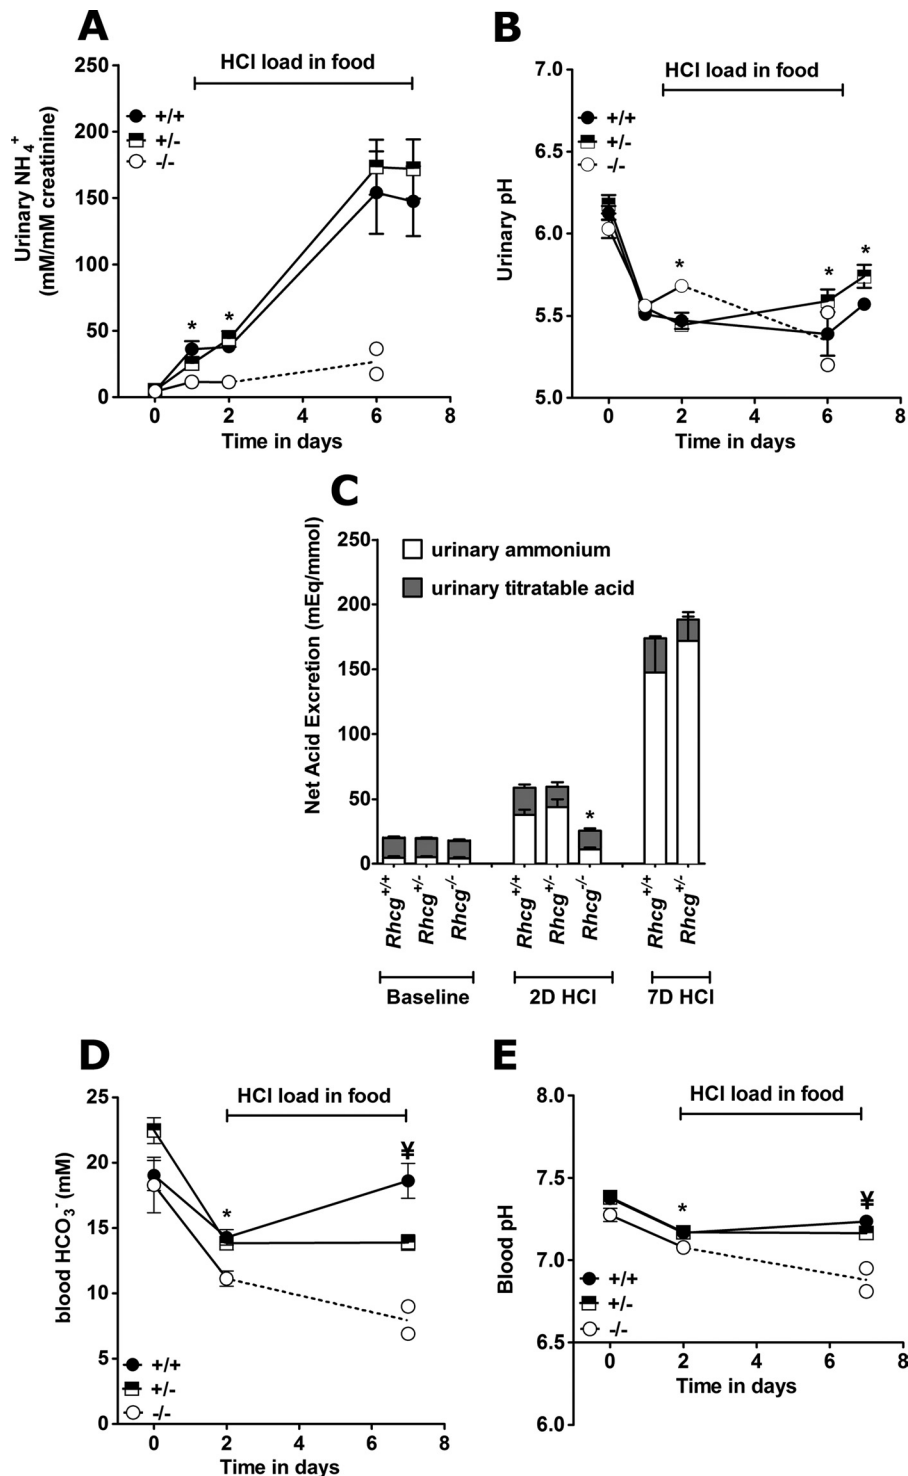 A
HCl load in food
250
200
150
100
50
0
+/+
+/-
-/-
*
*
Urinary NH4+
(mM/mM creatinine)
0 2 4 6 8
Time in days
B
HCl load in food
7.0
6.5
6.0
5.5
5.0
+/+
+/-
-/-
*
*
*
Urinary pH
0 2 4 6 8
Time in days
C
Net Acid Excretion (mEq/mmol)
250
200
150
100
50
0
urinary ammonium
urinary titratable acid
*
Rhcg+/+
Rhcg+/-
Rhcg-/-
Rhcg+/+
Rhcg+/-
Rhcg-/-
Rhcg+/+
Rhcg+/-
Baseline
2D HCl
7D HCl
D
HCl load in food
25
20
15
10
5
0
*
¥
+/+
+/-
-/-
blood HCO3- (mM)
0 2 4 6 8
Time in days
E
HCl load in food
8.0
7.5
7.0
6.5
6.0
*
¥
+/+
+/-
-/-
Blood pH
0 2 4 6 8
Time in days